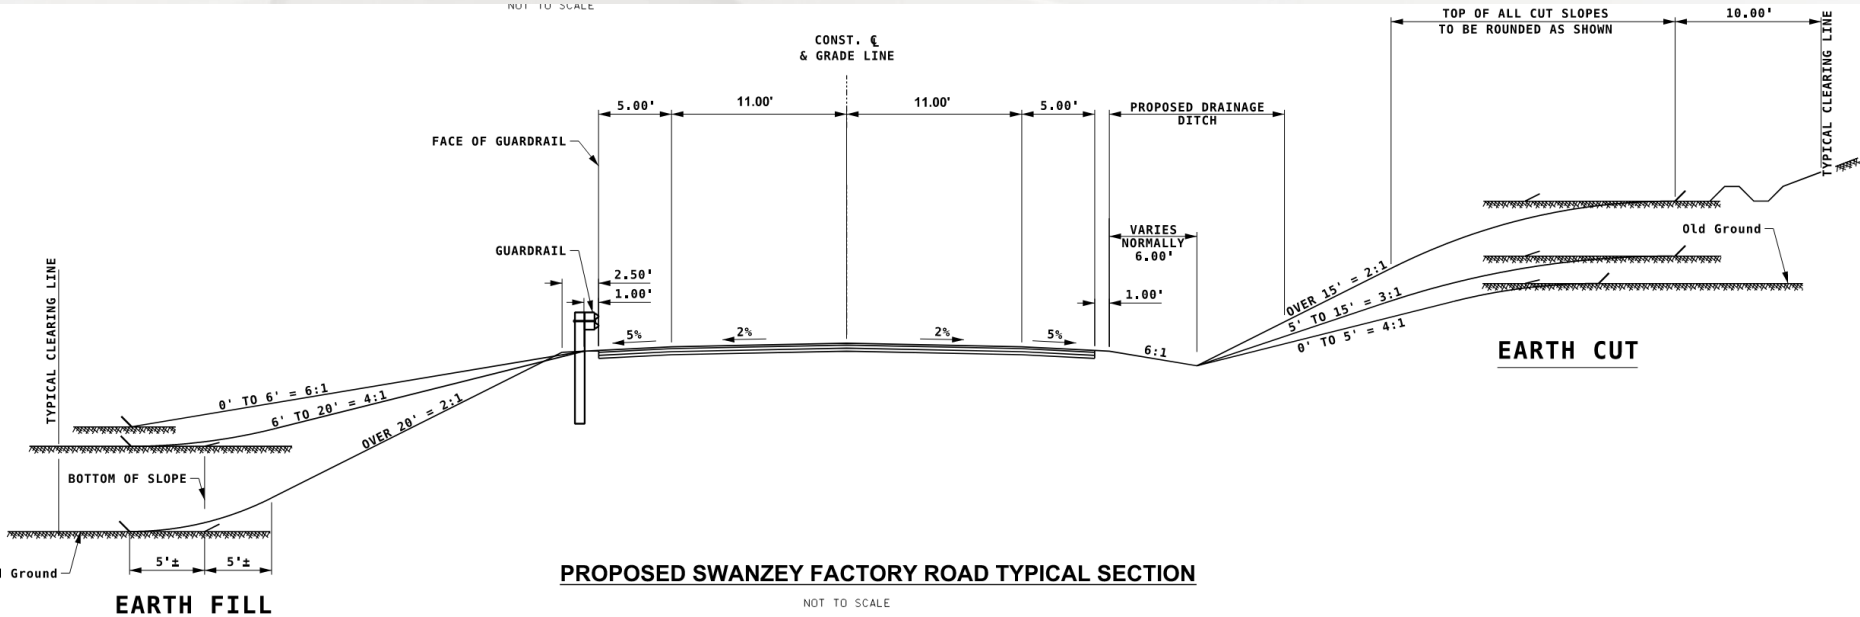 NOT TO SCALE
CONST. ℄
& GRADE LINE
TOP OF ALL CUT SLOPES
TO BE ROUNDED AS SHOWN
10.00'
TYPICAL CLEARING LINE
5.00'
11.00'
11.00'
5.00'
PROPOSED DRAINAGE
DITCH
FACE OF GUARDRAIL
GUARDRAIL
2.50'
1.00'
VARIES
NORMALLY
6.00'
1.00'
Old Ground
TYPICAL CLEARING LINE
5%
2%
2%
5%
6:1
OVER 15' = 2:1
5' TO 15' = 3:1
0' TO 5' = 4:1
EARTH CUT
0' TO 6' = 6:1
6' TO 20' = 4:1
OVER 20' = 2:1
BOTTOM OF SLOPE
5'±
5'±
Ground
EARTH FILL
PROPOSED SWANZEY FACTORY ROAD TYPICAL SECTION
NOT TO SCALE